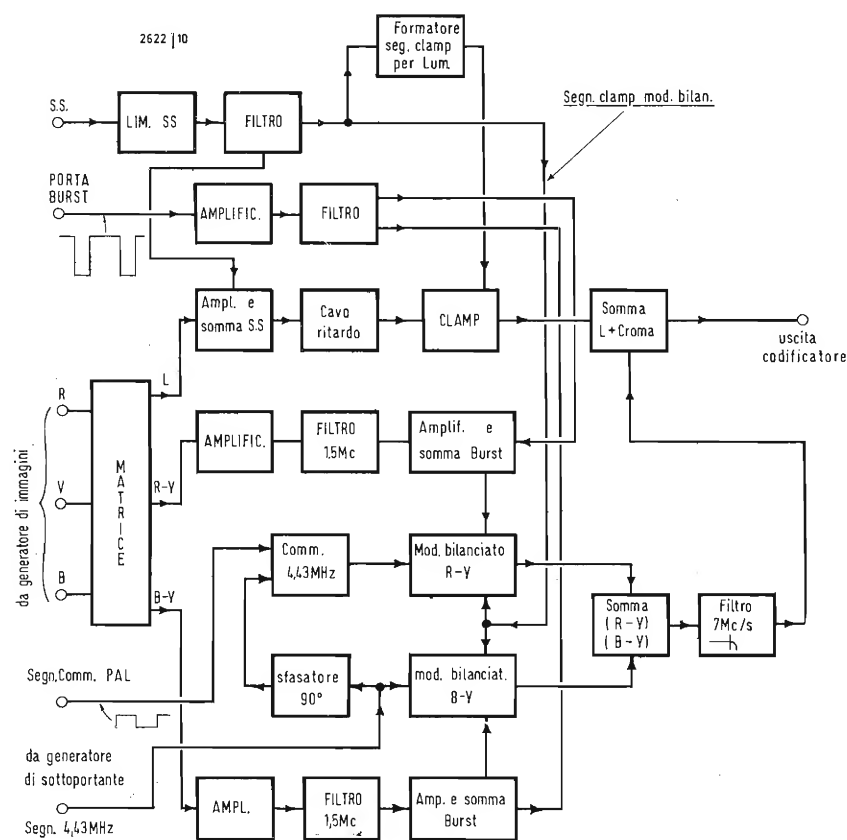 2622 | 10
Formatore
seg. clamp
per Lum.
Segn. clamp mod. bilan.
S.S.
LIM. SS
FILTRO
PORTA
BURST
AMPLIFIC.
FILTRO
Ampl. e
somma S.S
Cavo
ritardo
CLAMP
Somma
L+Croma
uscita
codificatore
L
R
V
B
da generatore di immagini
MATRICE
R-Y
B-Y
AMPLIFIC.
FILTRO
1,5Mc
Amplif. e
somma Burst
Comm.
4,43MHz
Mod. bilanciato
R-Y
Somma
(R-Y)
(B-Y)
Filtro
7Mc/s
Segn. Comm. PAL
sfasatore
90°
mod. bilanciat.
B-Y
da generatore
di sottoportante
Segn. 4,43MHz
AMPL.
FILTRO
1,5Mc
Amp. e somma
Burst